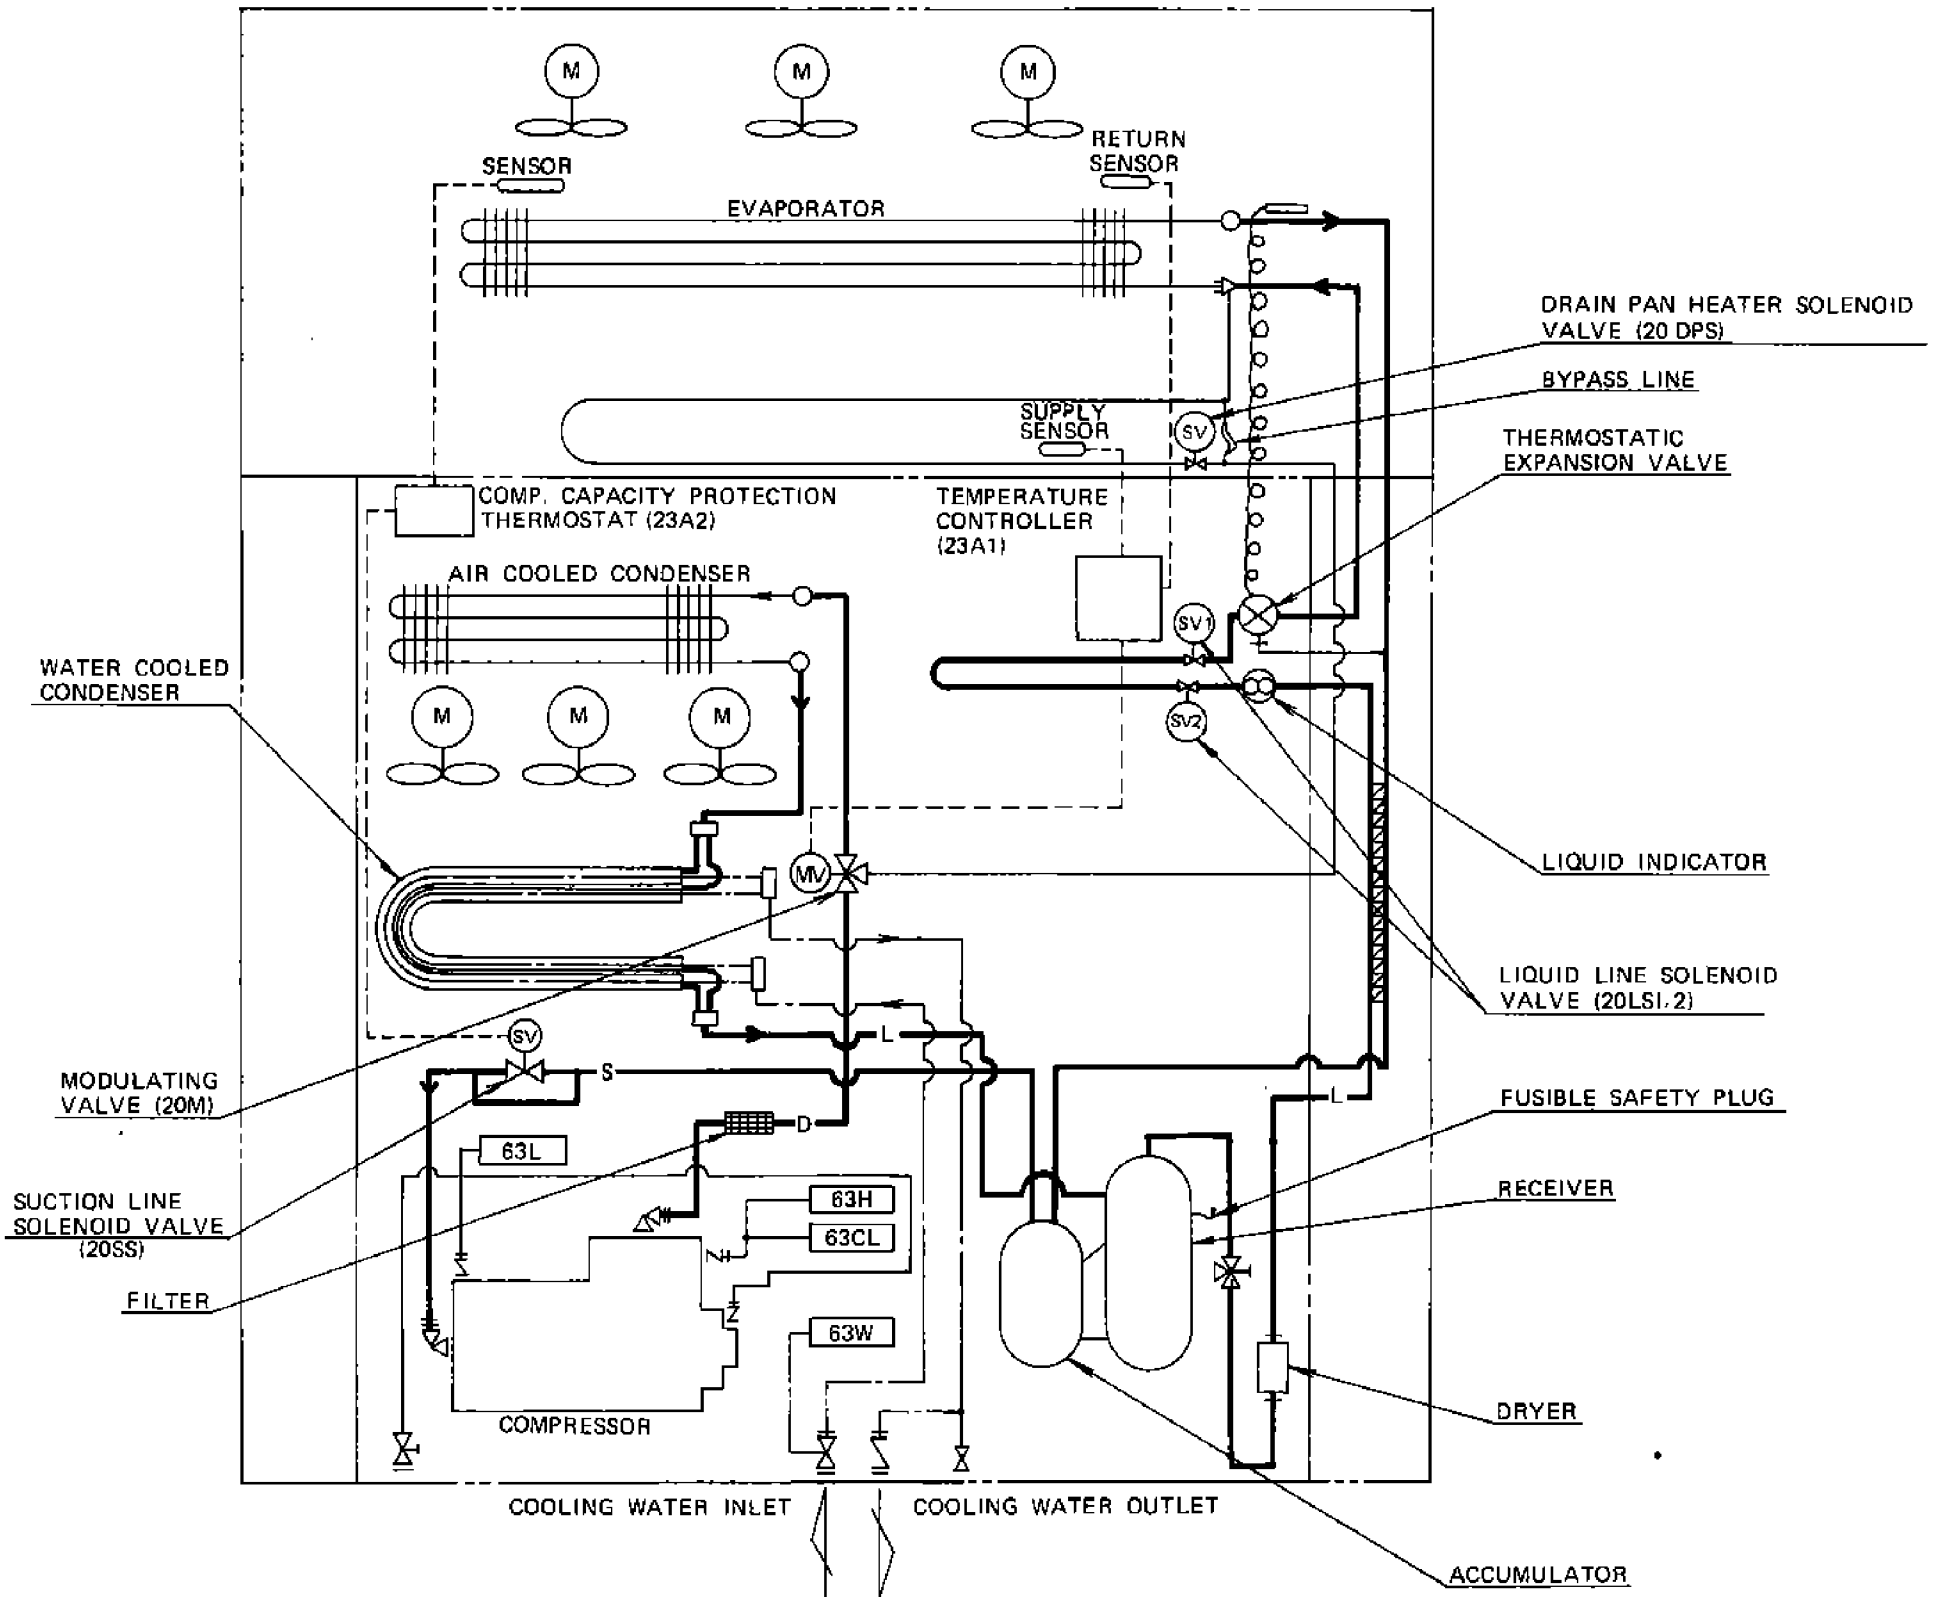 M
M
M
SENSOR
RETURN
SENSOR
EVAPORATOR
DRAIN PAN HEATER SOLENOID
VALVE (20 DPS)
BYPASS LINE
SUPPLY
SENSOR
SV
THERMOSTATIC
EXPANSION VALVE
COMP. CAPACITY PROTECTION
THERMOSTAT (23A2)
TEMPERATURE
CONTROLLER
(23A1)
AIR COOLED CONDENSER
SV1
WATER COOLED
CONDENSER
M
M
M
SV2
MV
LIQUID INDICATOR
LIQUID LINE SOLENOID
VALVE (20LSI.2)
SV
L
S
MODULATING
VALVE (20M)
D
L
FUSIBLE SAFETY PLUG
63L
SUCTION LINE
SOLENOID VALVE
(20SS)
63H
63CL
RECEIVER
FILTER
63W
COMPRESSOR
DRYER
COOLING WATER INLET
COOLING WATER OUTLET
ACCUMULATOR